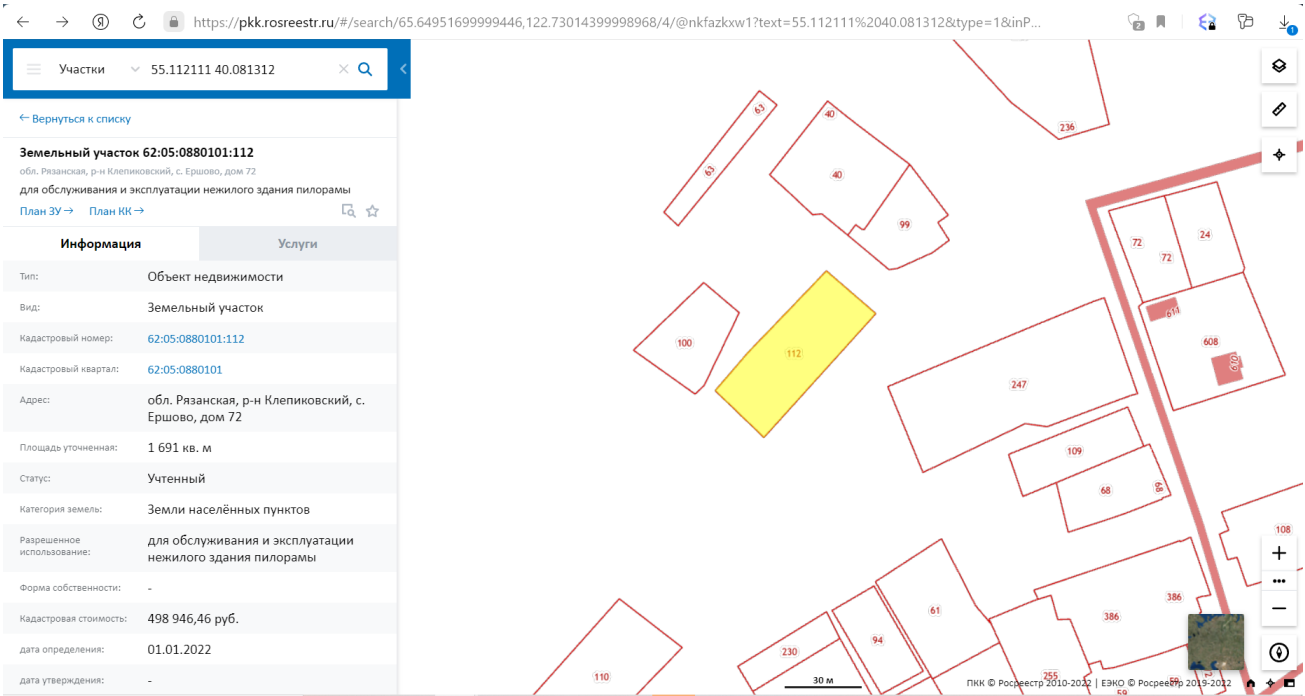 https://pkk.rosreestr.ru/#/search/65.64951699999446,122.73014399998968/4/@nkfazkxw1?text=55.112111%2040.081312&type=1&inP...
2
1
Участки
55.112111 40.081312
← Вернуться к списку
Земельный участок 62:05:0880101:112
обл. Рязанская, р-н Клепиковский, с. Ершово, дом 72
для обслуживания и эксплуатации нежилого здания пилорамы
План ЗУ →
План КК →
Информация
Услуги
Тип:
Объект недвижимости
Вид:
Земельный участок
Кадастровый номер:
62:05:0880101:112
Кадастровый квартал:
62:05:0880101
Адрес:
обл. Рязанская, р-н Клепиковский, с.
Ершово, дом 72
Площадь уточненная:
1 691 кв. м
Статус:
Учтенный
Категория земель:
Земли населённых пунктов
Разрешенное
использование:
для обслуживания и эксплуатации
нежилого здания пилорамы
Форма собственности:
-
Кадастровая стоимость:
498 946,46 руб.
дата определения:
01.01.2022
дата утверждения:
-
63
63
40
40
236
99
72
72
24
611
608
670
100
112
247
109
68
68
108
61
94
230
110
386
386
255
59
30 м
ПКК © Росреестр 2010-2022 | ЕЭКО © Росреестр 2019-2022